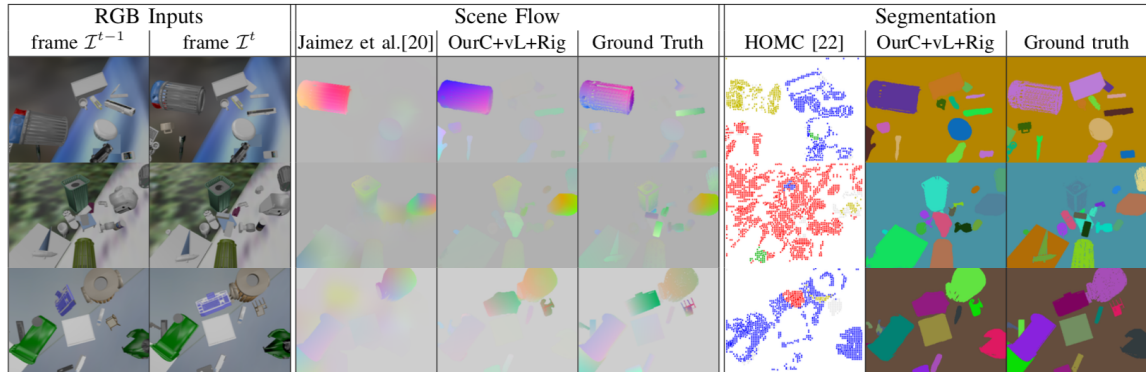 RGB Inputs
Scene Flow
Segmentation
frame I^{t-1}
frame I^t
Jaimez et al.[20]
OurC+vL+Rig
Ground Truth
HOMC [22]
OurC+vL+Rig
Ground truth